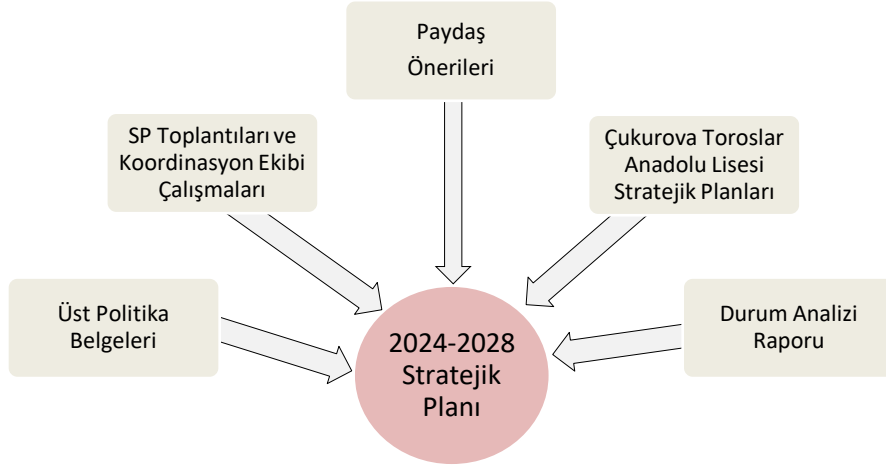 Paydaş
Önerileri
SP Toplantıları ve
Koordinasyon Ekibi
Çalışmaları
Çukurova Toroslar
Anadolu Lisesi
Stratejik Planları
Üst Politika
Belgeleri
2024-2028
Stratejik
Planı
Durum Analizi
Raporu